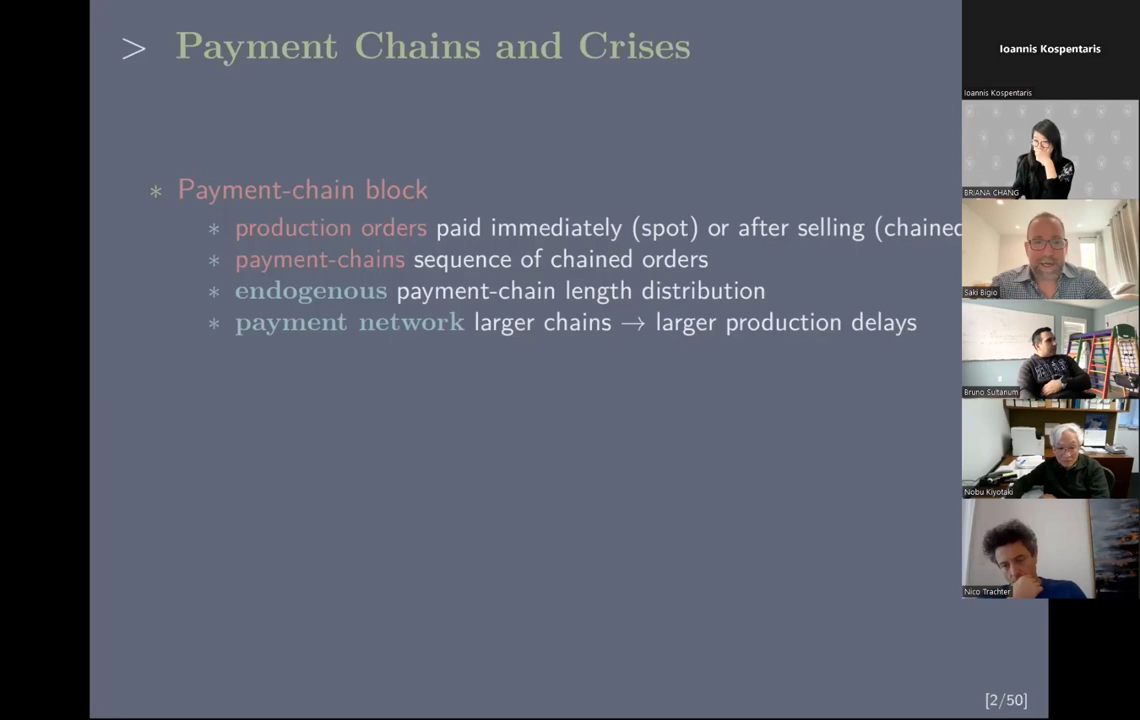 > Payment Chains and Crises
* Payment-chain block
* production orders paid immediately (spot) or after selling (chained
* payment-chains sequence of chained orders
* endogenous payment-chain length distribution
* payment network larger chains → larger production delays
[2/50]
Ioannis Kospentaris
Ioannis Kospentaris
BRIANA CHANG
Saki Bigio
Bruno Sultanum
Nobu Kiyotaki
Nico Trachter